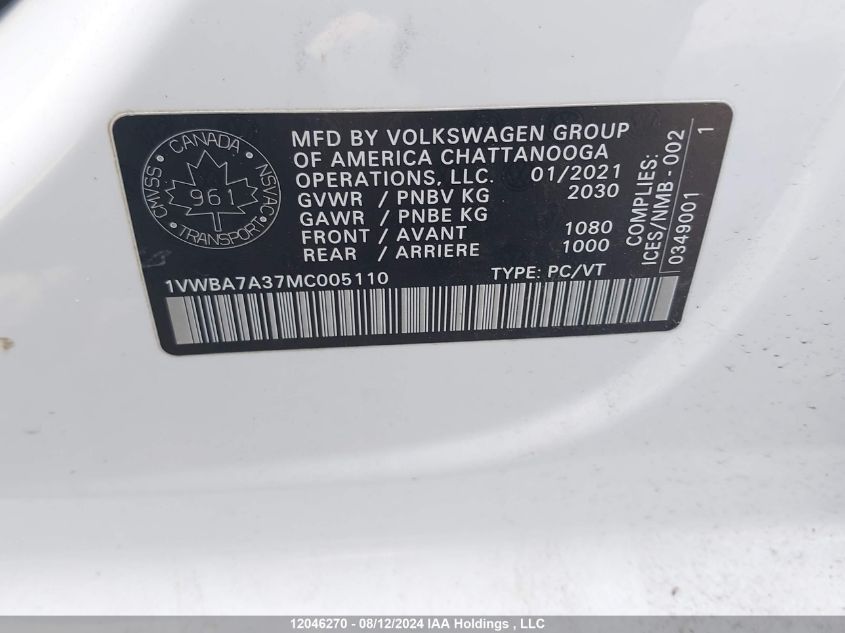 CANADA
CMVSS
961
NSVAC
TRANSPORT
MFD BY VOLKSWAGEN GROUP
OF AMERICA CHATTANOOGA
OPERATIONS, LLC. 01/2021
GVWR / PNBV KG 2030
GAWR / PNBE KG
FRONT / AVANT 1080
REAR / ARRIERE 1000
1VWBA7A37MC005110 TYPE: PC/VT
COMPLIES:
ICES/NMB-002
0349001 1
12046270 - 08/12/2024 IAA Holdings , LLC